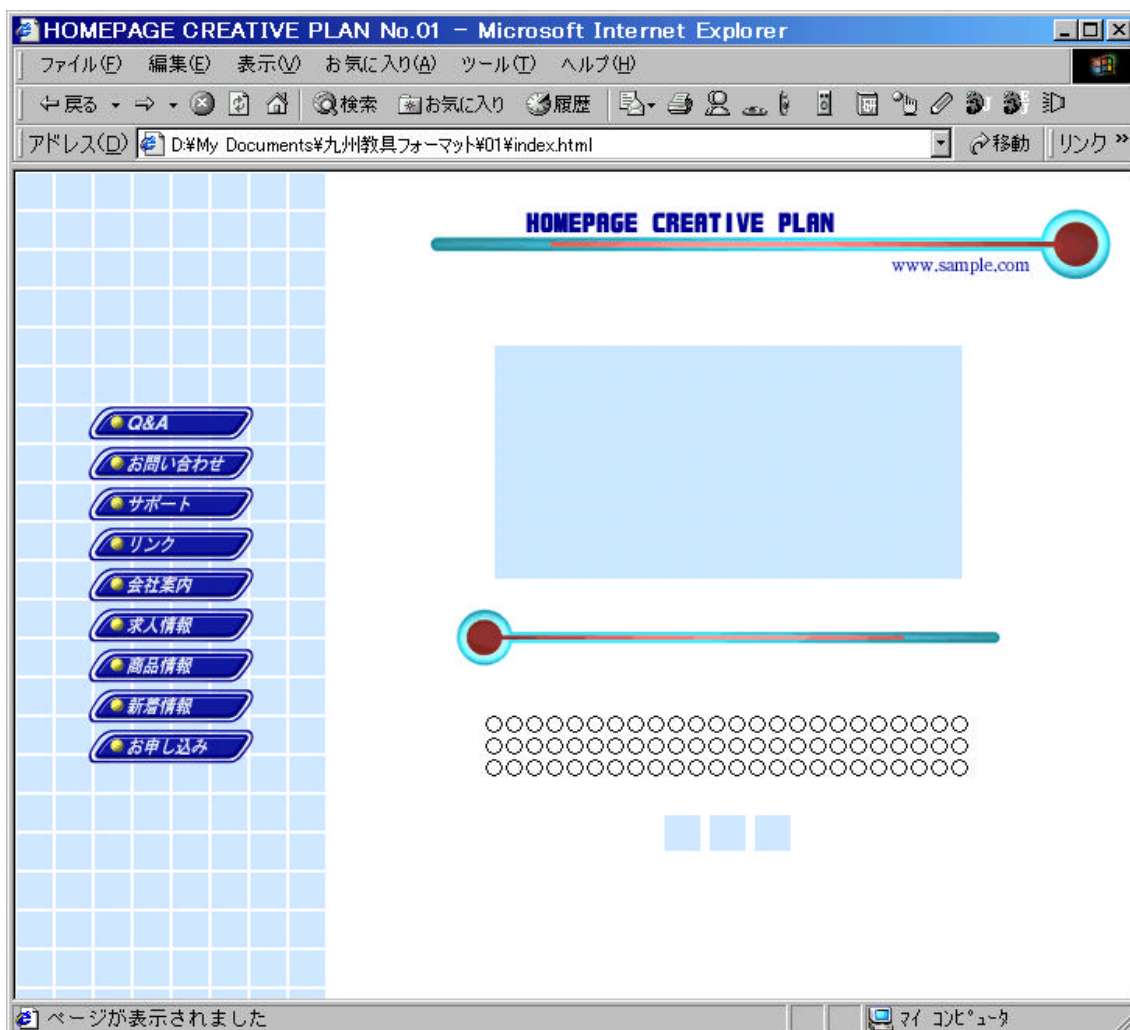 HOMEPAGE CREATIVE PLAN No.01 - Microsoft Internet Explorer
ファイル(F) 編集(E) 表示(V) お気に入り(A) ツール(T) ヘルプ(H)
戻る 検索 お気に入り 履歴
アドレス(D) D:¥My Documents¥九州教具フォーマット¥01¥index.html 移動 リンク »
HOMEPAGE CREATIVE PLAN
www.sample.com
Q&A
お問い合わせ
サポート
リンク
会社案内
求人情報
商品情報
新着情報
お申し込み
○○○○○○○○○○○○○○○○○○○○○○○○
○○○○○○○○○○○○○○○○○○○○○○○○
○○○○○○○○○○○○○○○○○○○○○○○○
ページが表示されました マイ コンピュータ